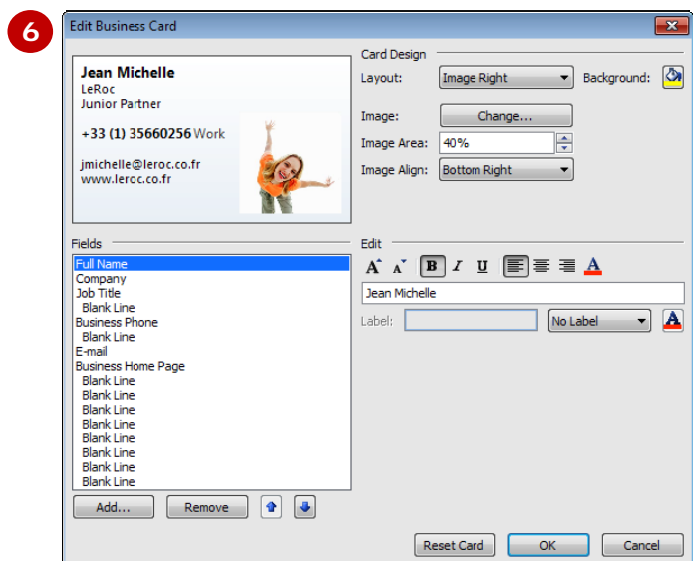 6
Edit Business Card
Jean Michelle
LeRoc
Junior Partner
+33 (1) 35660256 Work
jmichelle@leroc.co.fr
www.leroc.co.fr
Card Design
Layout: Image Right Background:
Image: Change...
Image Area: 40%
Image Align: Bottom Right
Fields
Full Name
Company
Job Title
Blank Line
Business Phone
Blank Line
E-mail
Business Home Page
Blank Line
Blank Line
Blank Line
Blank Line
Blank Line
Blank Line
Blank Line
Blank Line
Add... Remove
Edit
A A B I U A
Jean Michelle
Label: No Label A
Reset Card OK Cancel